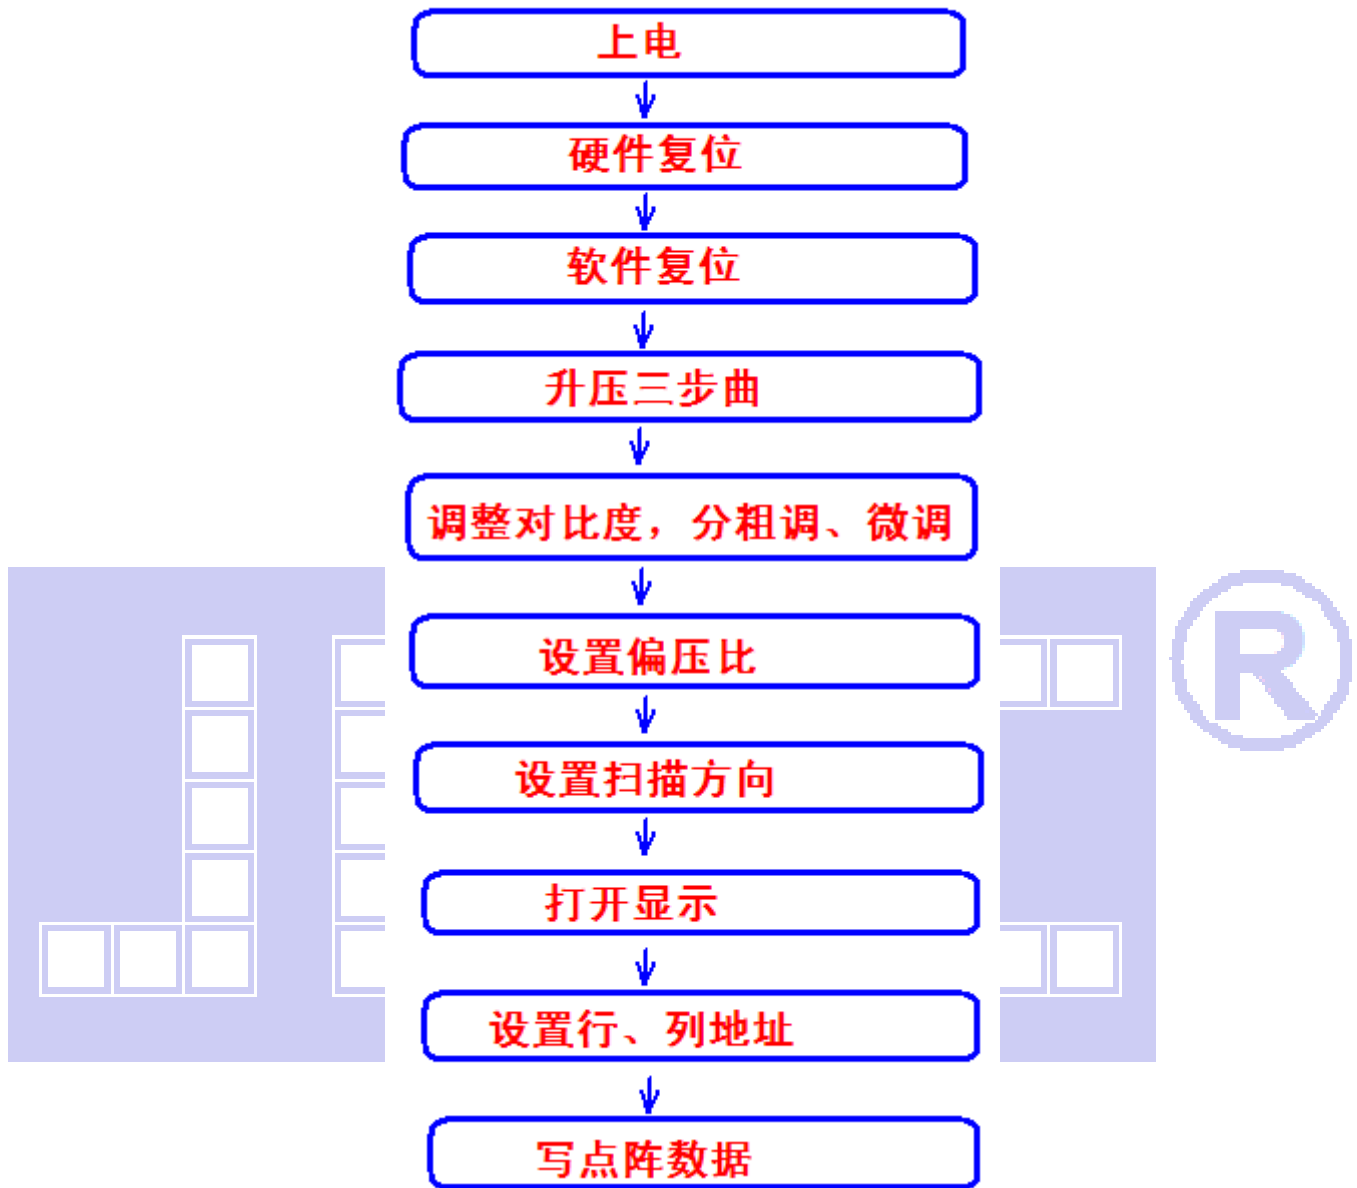 上电
硬件复位
软件复位
升压三步曲
调整对比度，分粗调、微调
设置偏压比
设置扫描方向
打开显示
设置行、列地址
写点阵数据
®